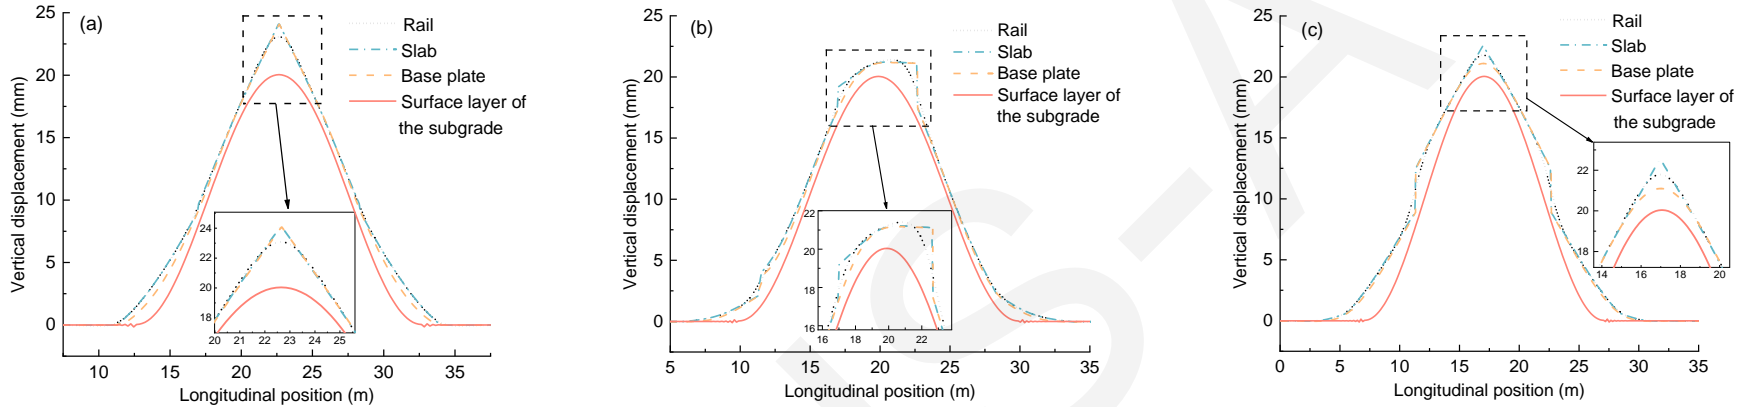 (a)
Rail
Slab
Base plate
Surface layer of
the subgrade
Vertical displacement (mm)
25
20
15
10
5
0
24
22
20
18
20 21 22 23 24 25
10 15 20 25 30 35
Longitudinal position (m)
(b)
Rail
Slab
Base plate
Surface layer of
the subgrade
Vertical displacement (mm)
25
20
15
10
5
0
22
20
18
16
16 18 20 22
5 10 15 20 25 30 35
Longitudinal position (m)
(c)
Rail
Slab
Base plate
Surface layer of
the subgrade
Vertical displacement (mm)
25
20
15
10
5
0
22
20
18
14 16 18 20
0 5 10 15 20 25 30 35
Longitudinal position (m)